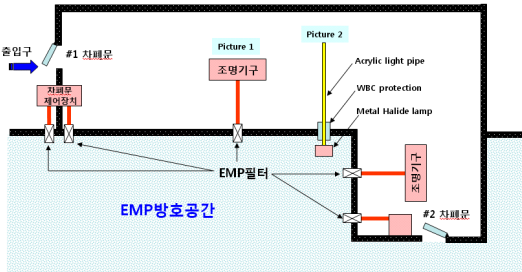 출입구
#1 차폐문
차폐문
제어장치
Picture 1
조명기구
Picture 2
Acrylic light pipe
WBC protection
Metal Halide lamp
EMP필터
조명기구
EMP방호공간
#2 차폐문